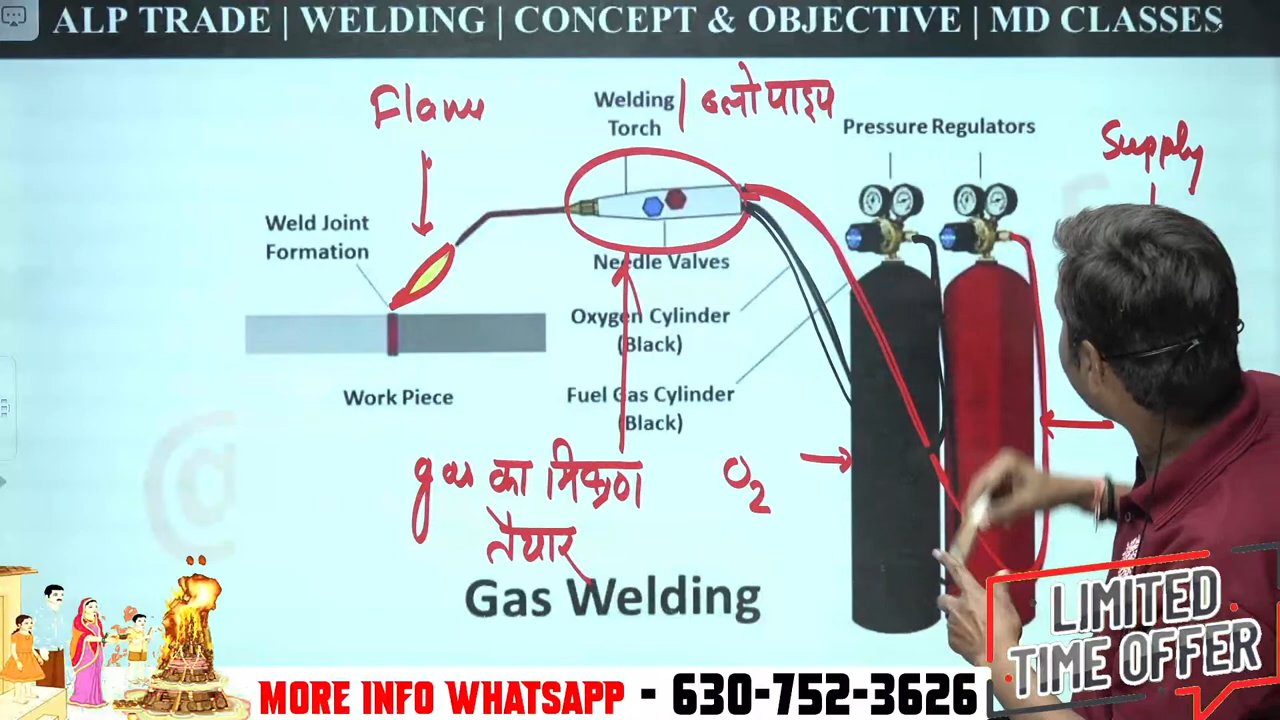 ALP TRADE | WELDING | CONCEPT & OBJECTIVE | MD CLASSES
Flame
Welding
Torch
| ब्लो पाइप
Pressure Regulators
Supply
Weld Joint
Formation
Needle Valves
Oxygen Cylinder
(Black)
Fuel Gas Cylinder
(Black)
Work Piece
gas का मिश्रण
तैयार
O2
Gas Welding
@
LIMITED
TIME OFFER
MORE INFO WHATSAPP - 630-752-3626